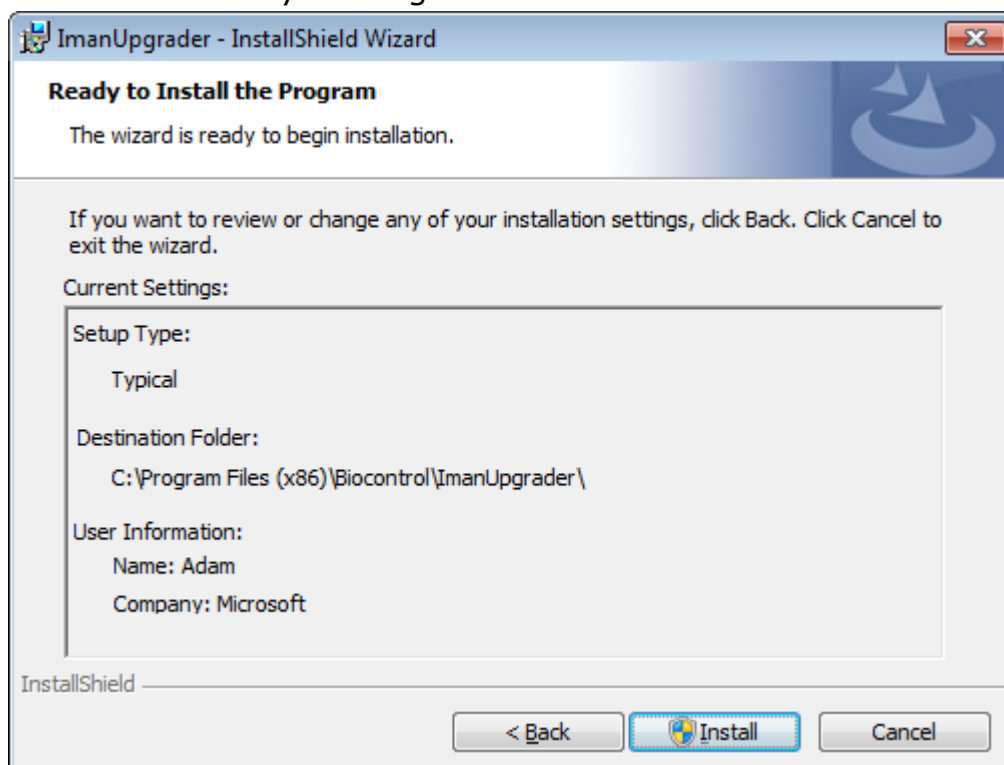 ImanUpgrader - InstallShield Wizard
Ready to Install the Program
The wizard is ready to begin installation.
If you want to review or change any of your installation settings, click Back. Click Cancel to
exit the wizard.
Current Settings:
Setup Type:
Typical
Destination Folder:
C:\Program Files (x86)\Biocontrol\ImanUpgrader\
User Information:
Name: Adam
Company: Microsoft
InstallShield
< Back Install Cancel